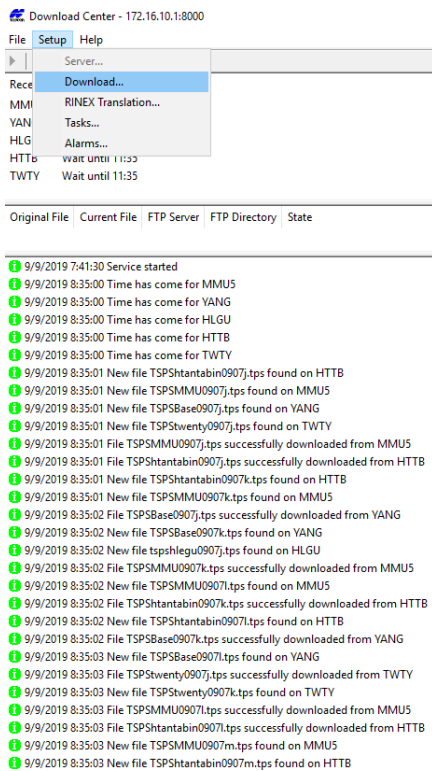 Download Center - 172.16.10.1:8000
File Setup Help
Server...
Rece
Download...
MMU
RINEX Translation...
YAN
Tasks...
HLG
Alarms...
HTTB Wait until 11:35
TWTY Wait until 11:35
Original File Current File FTP Server FTP Directory State
9/9/2019 7:41:30 Service started
9/9/2019 8:35:00 Time has come for MMU5
9/9/2019 8:35:00 Time has come for YANG
9/9/2019 8:35:00 Time has come for HLGU
9/9/2019 8:35:00 Time has come for HTTB
9/9/2019 8:35:00 Time has come for TWTY
9/9/2019 8:35:01 New file TSPShtantabin0907j.tps found on HTTB
9/9/2019 8:35:01 New file TSPSMMU0907j.tps found on MMU5
9/9/2019 8:35:01 New file TSPSBase0907j.tps found on YANG
9/9/2019 8:35:01 New file TSPStwenty0907j.tps found on TWTY
9/9/2019 8:35:01 File TSPSMMU0907j.tps successfully downloaded from MMU5
9/9/2019 8:35:01 File TSPShtantabin0907j.tps successfully downloaded from HTTB
9/9/2019 8:35:01 New file TSPShtantabin0907k.tps found on HTTB
9/9/2019 8:35:01 New file TSPSMMU0907k.tps found on MMU5
9/9/2019 8:35:02 File TSPSBase0907j.tps successfully downloaded from YANG
9/9/2019 8:35:02 New file TSPSBase0907k.tps found on YANG
9/9/2019 8:35:02 New file tspshlegu0907j.tps found on HLGU
9/9/2019 8:35:02 File TSPSMMU0907k.tps successfully downloaded from MMU5
9/9/2019 8:35:02 New file TSPSMMU0907l.tps found on MMU5
9/9/2019 8:35:02 File TSPShtantabin0907k.tps successfully downloaded from HTTB
9/9/2019 8:35:02 New file TSPShtantabin0907l.tps found on HTTB
9/9/2019 8:35:02 File TSPSBase0907k.tps successfully downloaded from YANG
9/9/2019 8:35:03 New file TSPSBase0907l.tps found on YANG
9/9/2019 8:35:03 File TSPStwenty0907j.tps successfully downloaded from TWTY
9/9/2019 8:35:03 New file TSPStwenty0907k.tps found on TWTY
9/9/2019 8:35:03 File TSPSMMU0907l.tps successfully downloaded from MMU5
9/9/2019 8:35:03 File TSPShtantabin0907l.tps successfully downloaded from HTTB
9/9/2019 8:35:03 New file TSPSMMU0907m.tps found on MMU5
9/9/2019 8:35:03 New file TSPShtantabin0907m.tps found on HTTB